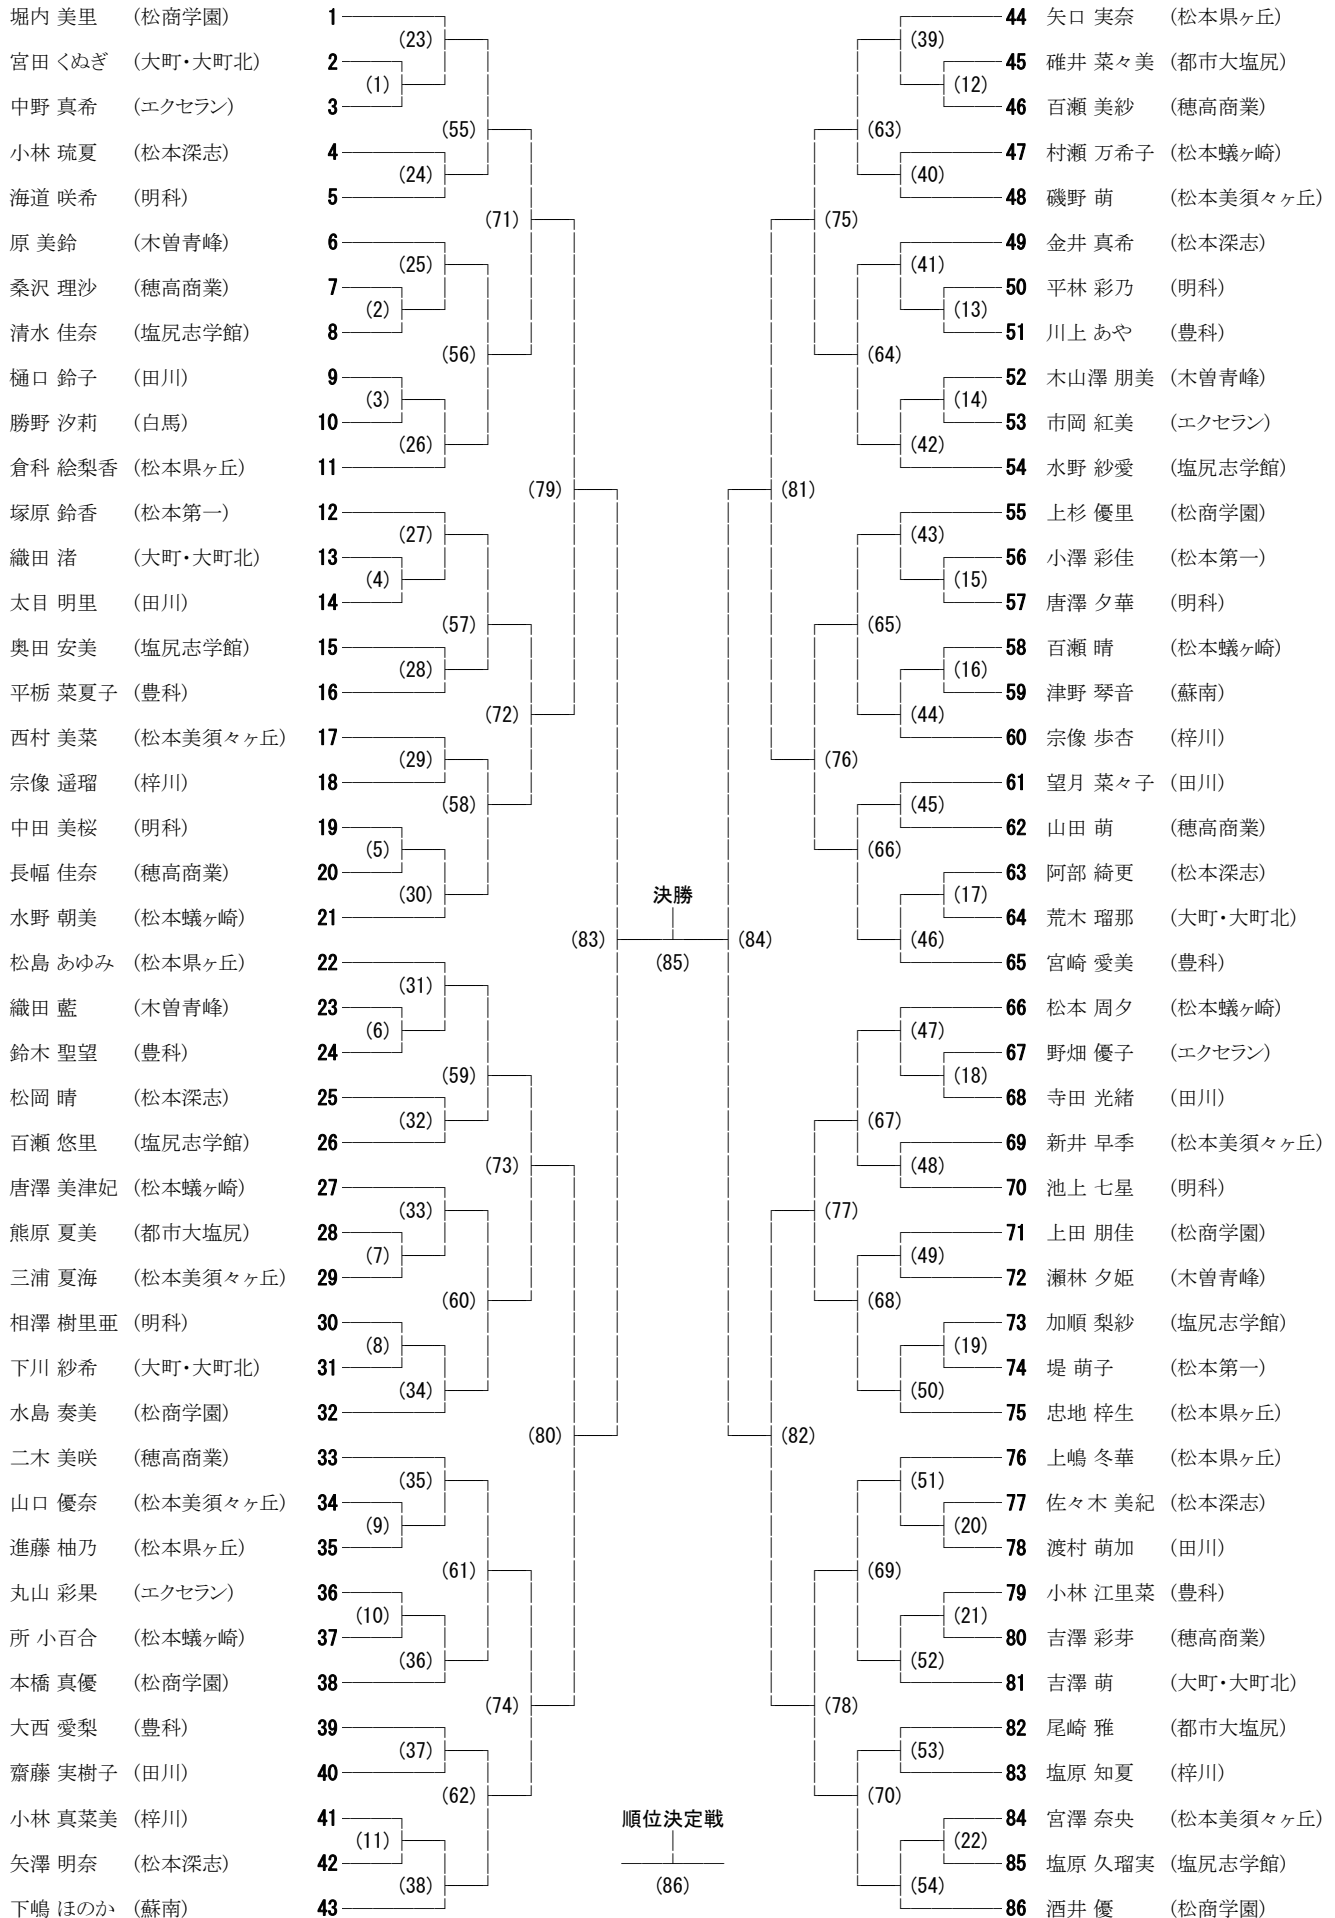 堀内 美里 (松商学園) 1
(23)
宮田 くぬぎ (大町・大町北) 2
(1)
中野 真希 (エクセラン) 3
(55)
小林 琉夏 (松本深志) 4
(24)
海道 咲希 (明科) 5
(71)
原 美鈴 (木曽青峰) 6
(25)
桑沢 理沙 (穂高商業) 7
(2)
清水 佳奈 (塩尻志学館) 8
(56)
樋口 鈴子 (田川) 9
(3)
勝野 汐莉 (白馬) 10
(26)
倉科 絵梨香 (松本県ヶ丘) 11
(79)
塚原 鈴香 (松本第一) 12
(27)
織田 渚 (大町・大町北) 13
(4)
太目 明里 (田川) 14
(57)
奥田 安美 (塩尻志学館) 15
(28)
平栃 菜夏子 (豊科) 16
(72)
西村 美菜 (松本美須々ヶ丘) 17
(29)
宗像 遥瑠 (梓川) 18
(58)
中田 美桜 (明科) 19
(5)
長幅 佳奈 (穂高商業) 20
(30)
水野 朝美 (松本蟻ヶ崎) 21
(83)
松島 あゆみ (松本県ヶ丘) 22
(31)
織田 藍 (木曽青峰) 23
(6)
鈴木 聖望 (豊科) 24
(59)
松岡 晴 (松本深志) 25
(32)
百瀬 悠里 (塩尻志学館) 26
(73)
唐澤 美津妃 (松本蟻ヶ崎) 27
(33)
熊原 夏美 (都市大塩尻) 28
(7)
三浦 夏海 (松本美須々ヶ丘) 29
(60)
相澤 樹里亜 (明科) 30
(8)
下川 紗希 (大町・大町北) 31
(34)
水島 奏美 (松商学園) 32
(80)
二木 美咲 (穂高商業) 33
(35)
山口 優奈 (松本美須々ヶ丘) 34
(9)
進藤 柚乃 (松本県ヶ丘) 35
(61)
丸山 彩果 (エクセラン) 36
(10)
所 小百合 (松本蟻ヶ崎) 37
(36)
本橋 真優 (松商学園) 38
(74)
大西 愛梨 (豊科) 39
(37)
齋藤 実樹子 (田川) 40
(62)
小林 真菜美 (梓川) 41
(11)
矢澤 明奈 (松本深志) 42
(38)
下嶋 ほのか (蘇南) 43
決勝
(85)
順位決定戦
(86)
44 矢口 実奈 (松本県ヶ丘)
(39)
45 碓井 菜々美 (都市大塩尻)
(12)
46 百瀬 美紗 (穂高商業)
(63)
47 村瀬 万希子 (松本蟻ヶ崎)
(40)
48 磯野 萌 (松本美須々ヶ丘)
(75)
49 金井 真希 (松本深志)
(41)
50 平林 彩乃 (明科)
(13)
51 川上 あや (豊科)
(64)
52 木山澤 朋美 (木曽青峰)
(14)
53 市岡 紅美 (エクセラン)
(42)
54 水野 紗愛 (塩尻志学館)
(81)
55 上杉 優里 (松商学園)
(43)
56 小澤 彩佳 (松本第一)
(15)
57 唐澤 夕華 (明科)
(65)
58 百瀬 晴 (松本蟻ヶ崎)
(16)
59 津野 琴音 (蘇南)
(44)
60 宗像 歩杏 (梓川)
(76)
61 望月 菜々子 (田川)
(45)
62 山田 萌 (穂高商業)
(66)
63 阿部 綺更 (松本深志)
(17)
64 荒木 瑠那 (大町・大町北)
(46)
(84)
65 宮崎 愛美 (豊科)
66 松本 周夕 (松本蟻ヶ崎)
(47)
67 野畑 優子 (エクセラン)
(18)
68 寺田 光緒 (田川)
(67)
69 新井 早季 (松本美須々ヶ丘)
(48)
70 池上 七星 (明科)
(77)
71 上田 朋佳 (松商学園)
(49)
72 瀬林 夕姫 (木曽青峰)
(68)
73 加順 梨紗 (塩尻志学館)
(19)
74 堤 萌子 (松本第一)
(50)
75 忠地 梓生 (松本県ヶ丘)
(82)
76 上嶋 冬華 (松本県ヶ丘)
(51)
77 佐々木 美紀 (松本深志)
(20)
78 渡村 萌加 (田川)
(69)
79 小林 江里菜 (豊科)
(21)
80 吉澤 彩芽 (穂高商業)
(52)
81 吉澤 萌 (大町・大町北)
(78)
82 尾崎 雅 (都市大塩尻)
(53)
83 塩原 知夏 (梓川)
(70)
84 宮澤 奈央 (松本美須々ヶ丘)
(22)
85 塩原 久瑠実 (塩尻志学館)
(54)
86 酒井 優 (松商学園)